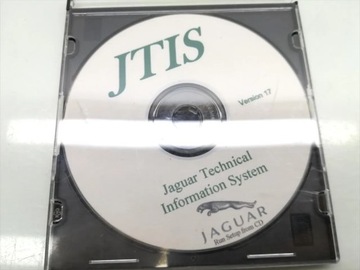 JTIS
Version 17
Jaguar Technical
Information System
JAGUAR
Run Setup from CD